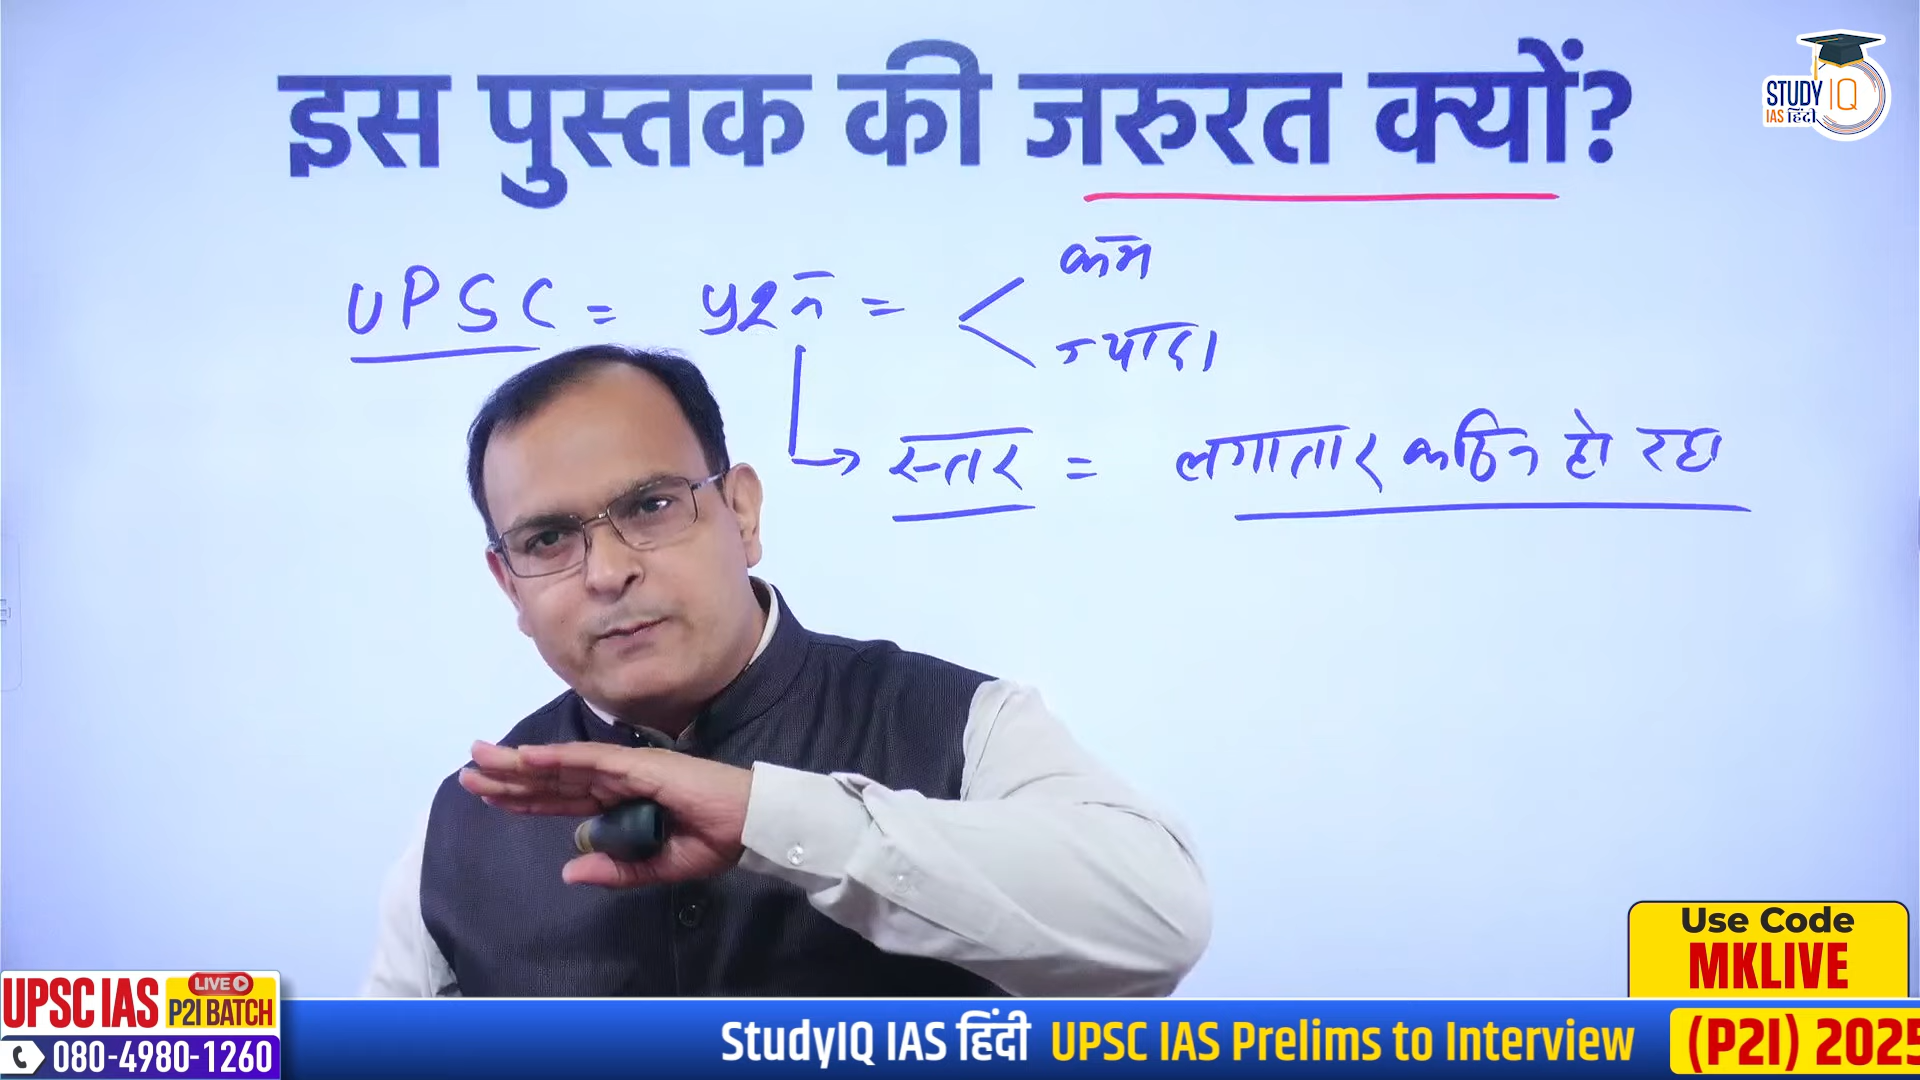 इस पुस्तक की जरुरत क्यों?
STUDY IQ
IAS हिंदी
UPSC = प्रश्न =
कम
ज्यादा
स्तर = लगातार कठिन हो रहा
Use Code
MKLIVE
UPSC IAS
LIVE
P2I BATCH
080-4980-1260
StudyIQ IAS हिंदी UPSC IAS Prelims to Interview
(P2I) 2025